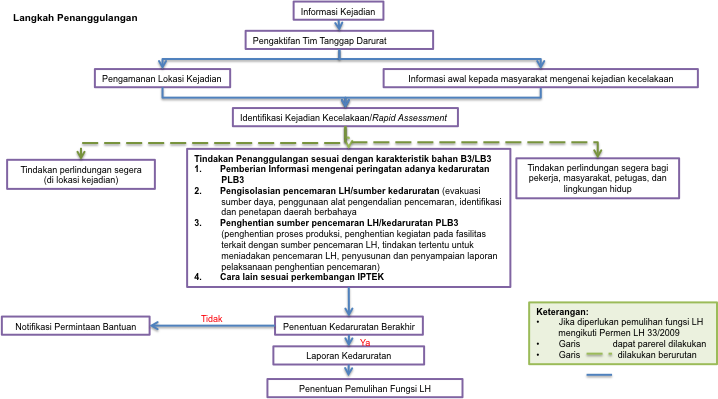 Langkah Penanggulangan
Informasi Kejadian
Pengaktifan Tim Tanggap Darurat
Pengamanan Lokasi Kejadian
Informasi awal kepada masyarakat mengenai kejadian kecelakaan
Identifikasi Kejadian Kecelakaan/Rapid Assessment
Tindakan perlindungan segera
(di lokasi kejadian)
Tindakan Penanggulangan sesuai dengan karakteristik bahan B3/LB3
1. Pemberian Informasi mengenai peringatan adanya kedaruratan
PLB3
2. Pengisolasian pencemaran LH/sumber kedaruratan (evakuasi
sumber daya, penggunaan alat pengendalian pencemaran, identifikasi
dan penetapan daerah berbahaya
3. Penghentian sumber pencemaran LH/kedaruratan PLB3
(penghentian proses produksi, penghentian kegiatan pada fasilitas
terkait dengan sumber pencemaran LH, tindakan tertentu untuk
meniadakan pencemaran LH, penyusunan dan penyampaian laporan
pelaksanaan penghentian pencemaran)
4. Cara lain sesuai perkembangan IPTEK
Tindakan perlindungan segera bagi
pekerja, masyarakat, petugas, dan
lingkungan hidup
Notifikasi Permintaan Bantuan
Tidak
Penentuan Kedaruratan Berakhir
Ya
Laporan Kedaruratan
Penentuan Pemulihan Fungsi LH
Keterangan:
• Jika diperlukan pemulihan fungsi LH
mengikuti Permen LH 33/2009
• Garis dapat parerel dilakukan
• Garis dilakukan berurutan